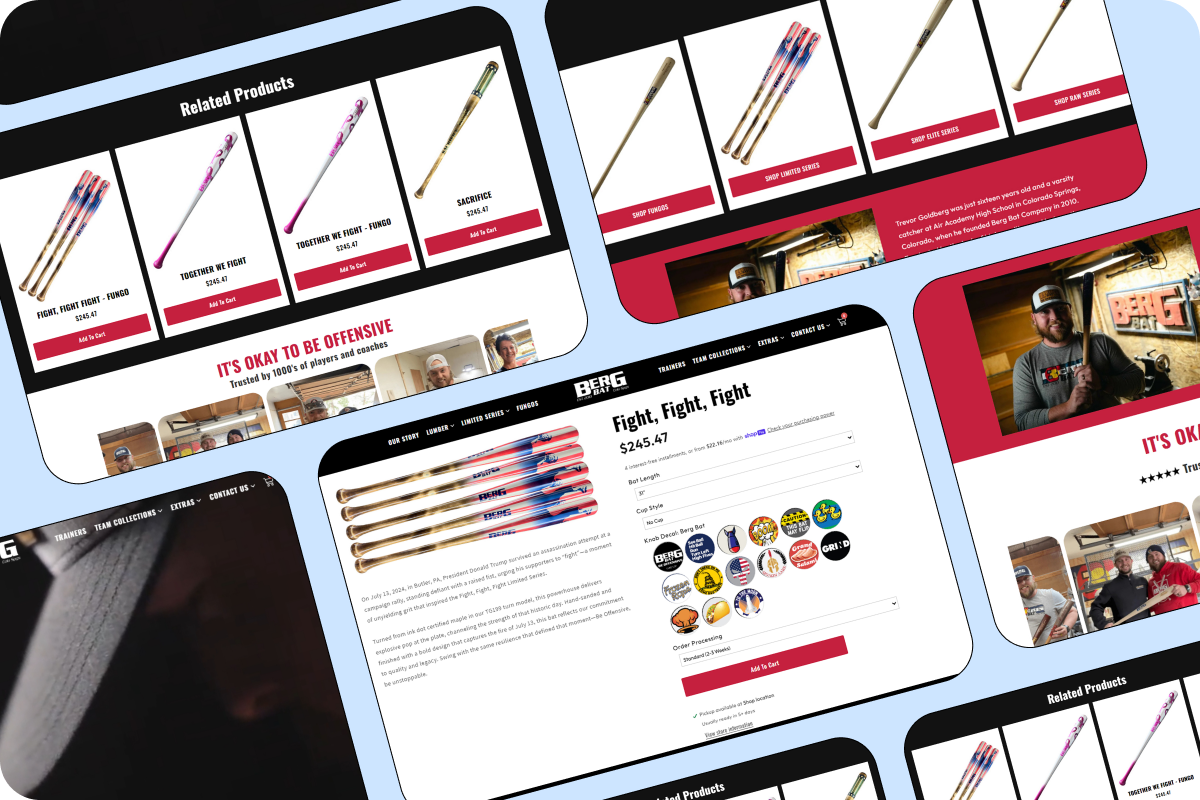 Related Products
FIGHT, FIGHT FIGHT - FUNGO
$245.47
Add To Cart
TOGETHER WE FIGHT
$245.47
Add To Cart
TOGETHER WE FIGHT - FUNGO
$245.47
Add To Cart
SACRIFICE
$245.47
Add To Cart
IT'S OKAY TO BE OFFENSIVE
Trusted by 1000's of players and coaches
SHOP FUNGOS
SHOP LIMITED SERIES
SHOP ELITE SERIES
SHOP RAW SERIES
Trevor Goldberg was just sixteen years old and a varsity
catcher at Air Academy High School in Colorado Springs,
Colorado, when he founded Berg Bat Company in 2010.
BERG
BAT
IT'S OKA
★★★★★ Trus
G
TRAINERS
TEAM COLLECTIONS
EXTRAS
CONTACT US
OUR STORY
LUMBER
LIMITED SERIES
FUNGOS
BERG
BAT
TRAINERS
TEAM COLLECTIONS
EXTRAS
CONTACT US
Fight, Fight, Fight
$245.47
4 interest-free installments, or from $22.16/mo with shop Pay Check your purchasing power
Bat Length
31"
Cup Style
No Cup
Knob Decal: Berg Bat
BERG
CAUTION
THIS BAT
MAY FLIP
GRIND
Frozen
Rope
Grand
Salami
Order Processing
Standard (2-3 Weeks)
Add To Cart
✓ Pickup available at Shop location
Usually ready in 5+ days
View store information
On July 13, 2024, in Butler, PA, President Donald Trump survived an assassination attempt at a
campaign rally, standing defiant with a raised fist, urging his supporters to "fight"—a moment
of unyielding grit that inspired the Fight, Fight, Fight Limited Series.
Turned from ink dot certified maple in our TG199 turn model, this powerhouse delivers
explosive pop at the plate, channeling the strength of that historic day. Hand-sanded and
finished with a bold design that captures the fire of July 13, this bat reflects our commitment
to quality and legacy. Swing with the same resilience that defined that moment—Be Offensive,
be unstoppable.
Related Products
TOGETHER WE FIGHT - FUNGO
$245.47
ated Products